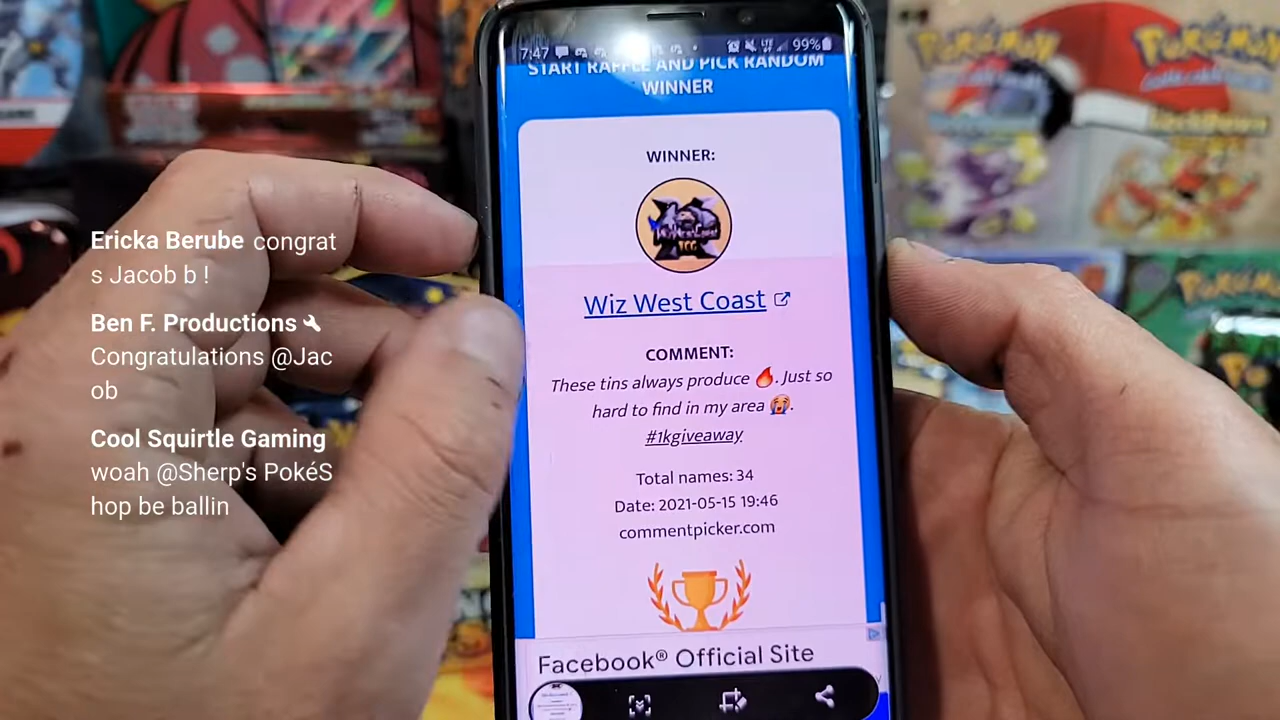 7:47 99%
START RAFFLE AND PICK RANDOM
WINNER
WINNER:
Wiz West Coast
COMMENT:
These tins always produce 🔥. Just so
hard to find in my area 😭.
#1kgiveaway
Total names: 34
Date: 2021-05-15 19:46
commentpicker.com
Facebook® Official Site
Ericka Berube congrat
s Jacob b !
Ben F. Productions
Congratulations @Jac
ob
Cool Squirtle Gaming
woah @Sherp's PokéS
hop be ballin
POKéMON
POKéMON